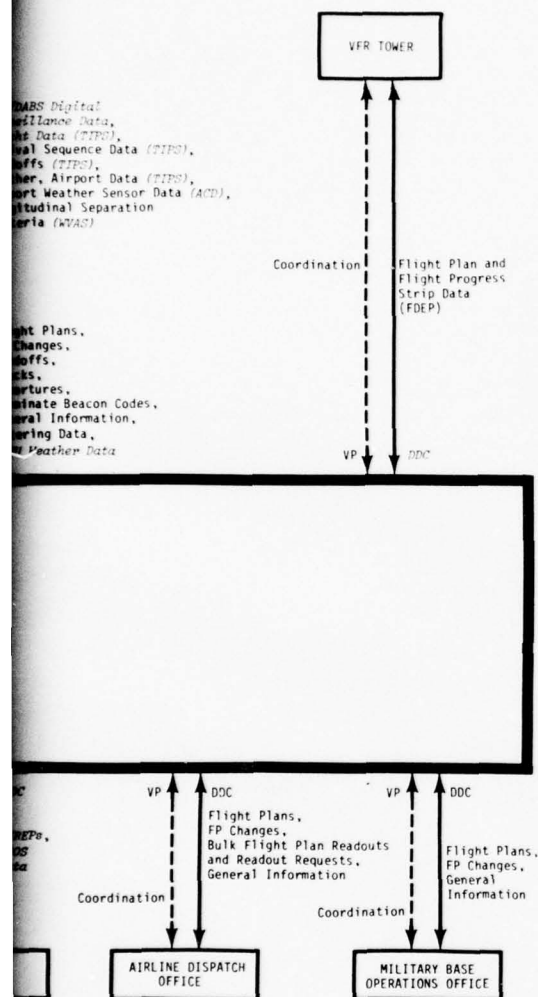 VFR TOWER
Digital
Data,
Data (TIPS),
Sequence Data (TIPS)
(TIPS),
Airport Data (TIPS),
Weather Sensor Data (ACD),
Separation
(WVAS)
Coordination
Flight Plan and
Flight Progress
Strip Data
(FDEP)
Plans,
Beacon Codes,
Information,
Data,
Weather Data
VP
DDC
VP
DDC
Flight Plans,
FP Changes,
Bulk Flight Plan Readouts
and Readout Requests,
General Information
Coordination
VP
DDC
Flight Plans,
FP Changes,
General
Information
Coordination
AIRLINE DISPATCH
OFFICE
MILITARY BASE
OPERATIONS OFFICE